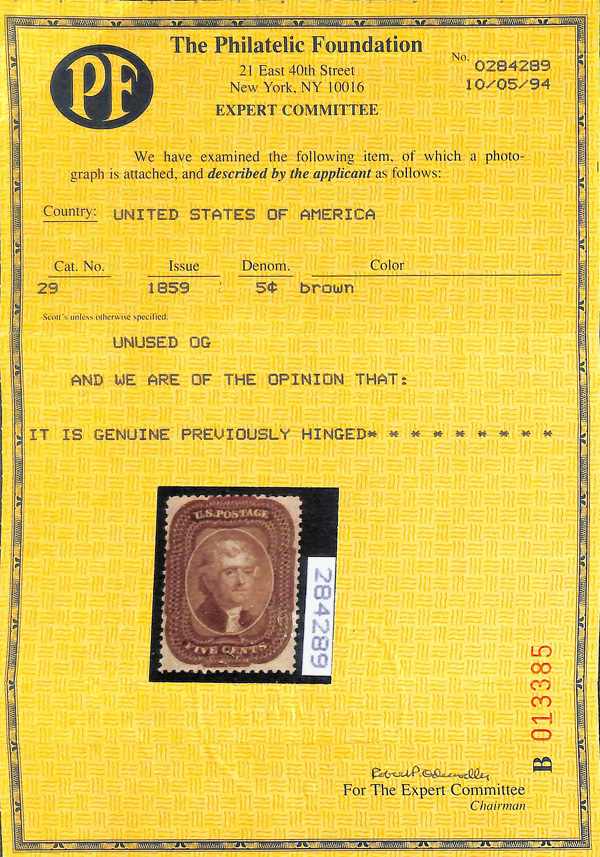 PF
The Philatelic Foundation
21 East 40th Street
New York, NY 10016
EXPERT COMMITTEE
No. 0284289
10/05/94
We have examined the following item, of which a photo-
graph is attached, and described by the applicant as follows:
Country: UNITED STATES OF AMERICA
Cat. No. Issue Denom. Color
29 1859 5¢ brown
Scott's unless otherwise specified.
UNUSED OG
AND WE ARE OF THE OPINION THAT:
IT IS GENUINE PREVIOUSLY HINGED* * * * * * * * *
U.S. POSTAGE
FIVE CENTS
284289
B 013385
For The Expert Committee
Chairman